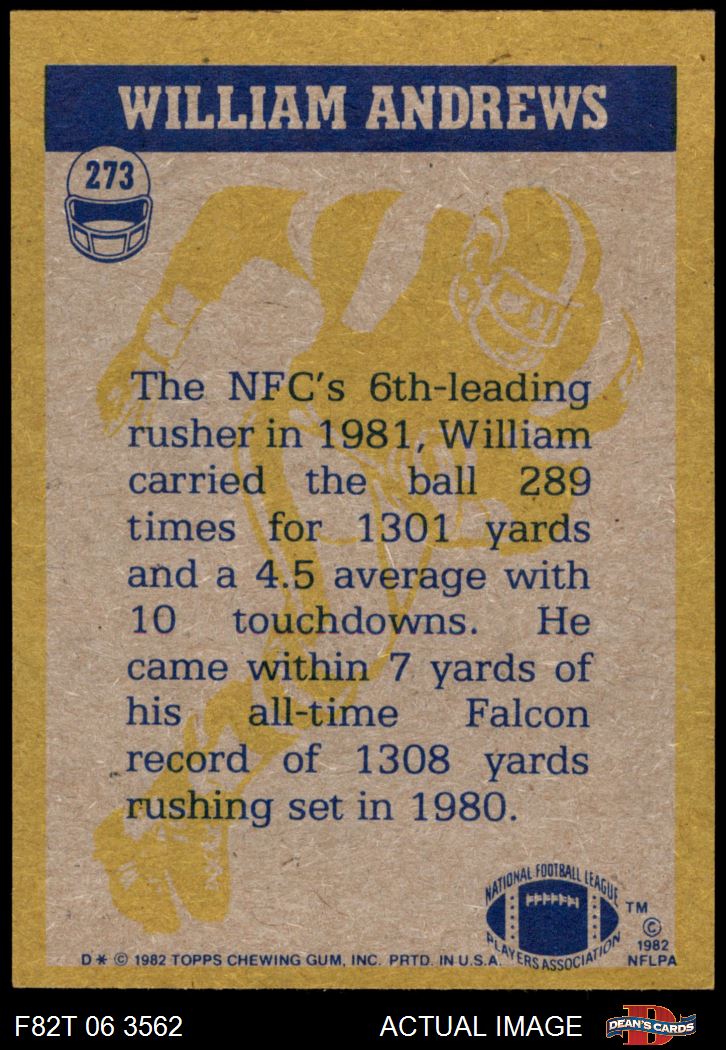 WILLIAM ANDREWS
273
The NFC's 6th-leading
rusher in 1981, William
carried the ball 289
times for 1301 yards
and a 4.5 average with
10 touchdowns. He
came within 7 yards of
his all-time Falcon
record of 1308 yards
rushing set in 1980.
NATIONAL FOOTBALL LEAGUE
PLAYERS ASSOCIATION
TM
©
1982
NFLPA
D* © 1982 TOPPS CHEWING GUM, INC. PRTD. IN U.S.A.
F82T 06 3562
ACTUAL IMAGE
D
DEAN'S CARDS